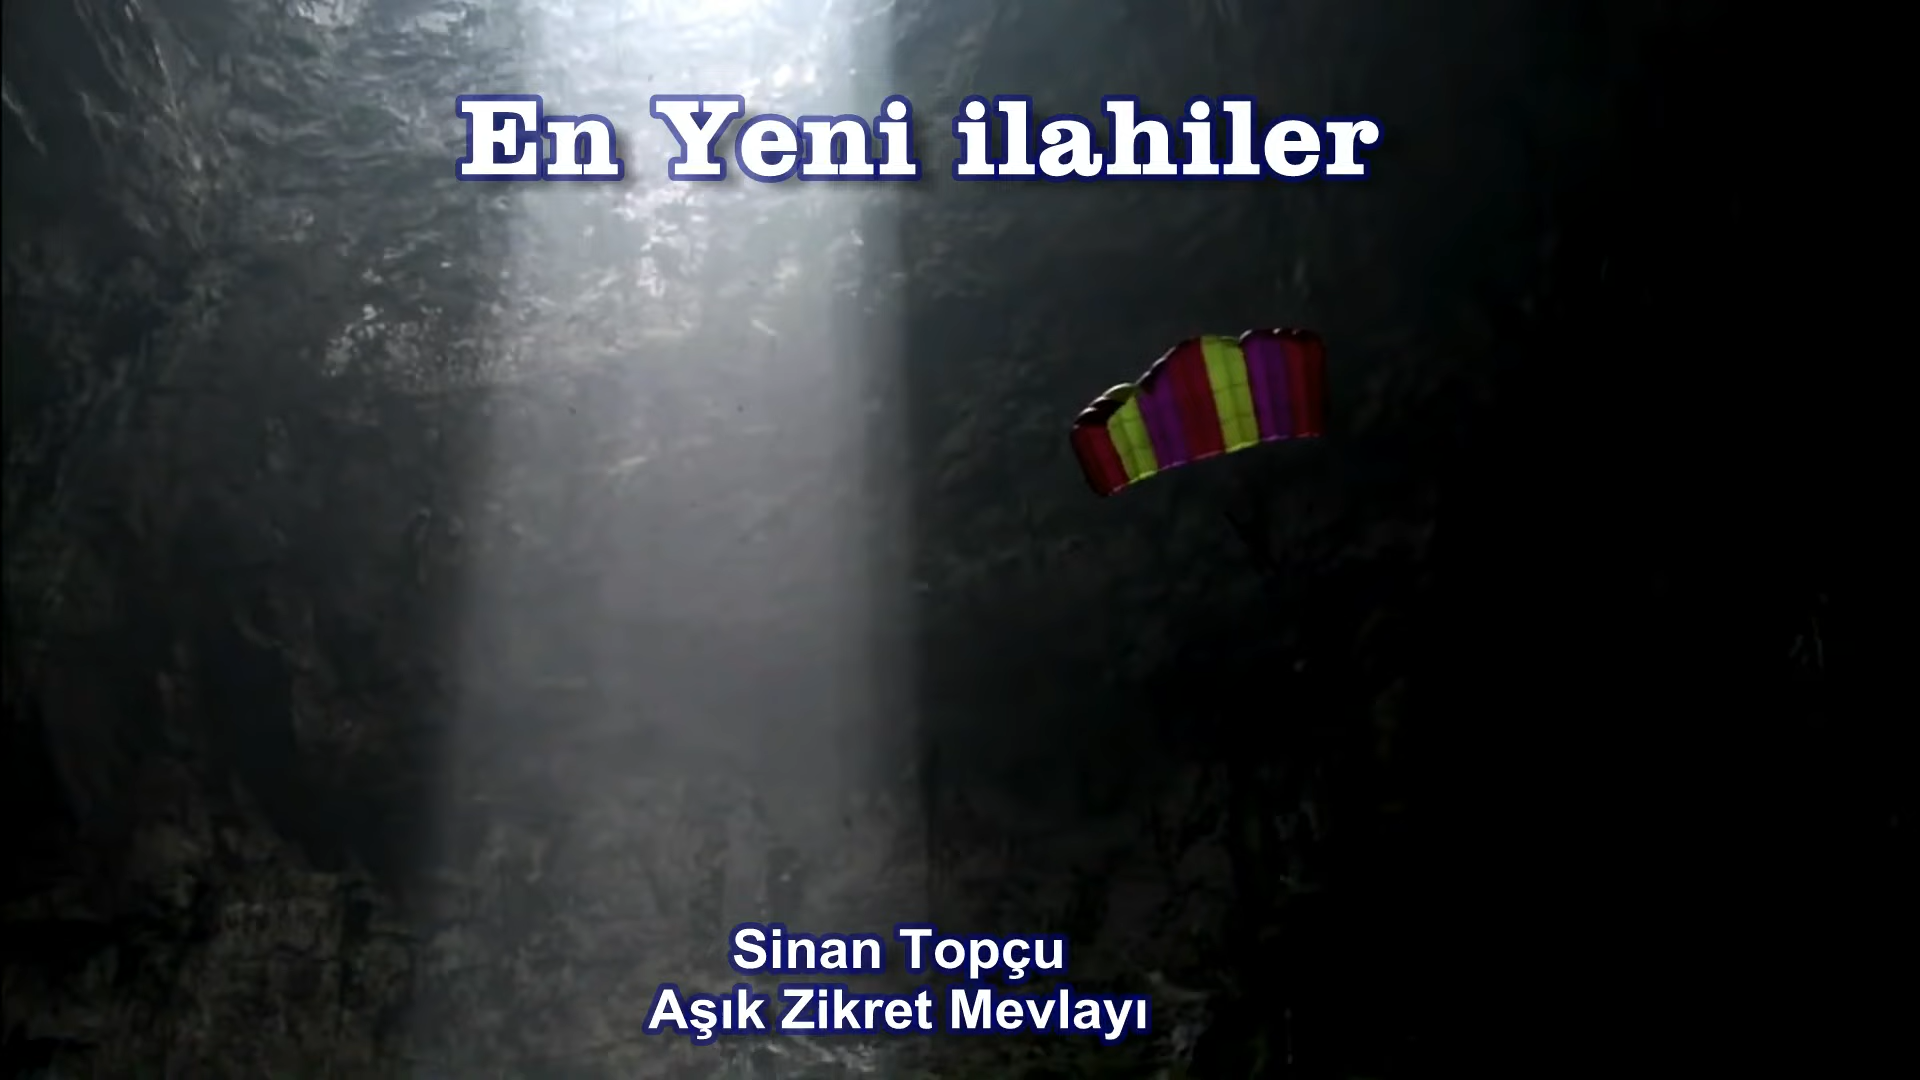 En Yeni ilahiler
Sinan Topçu
Aşık Zikret Mevlayı